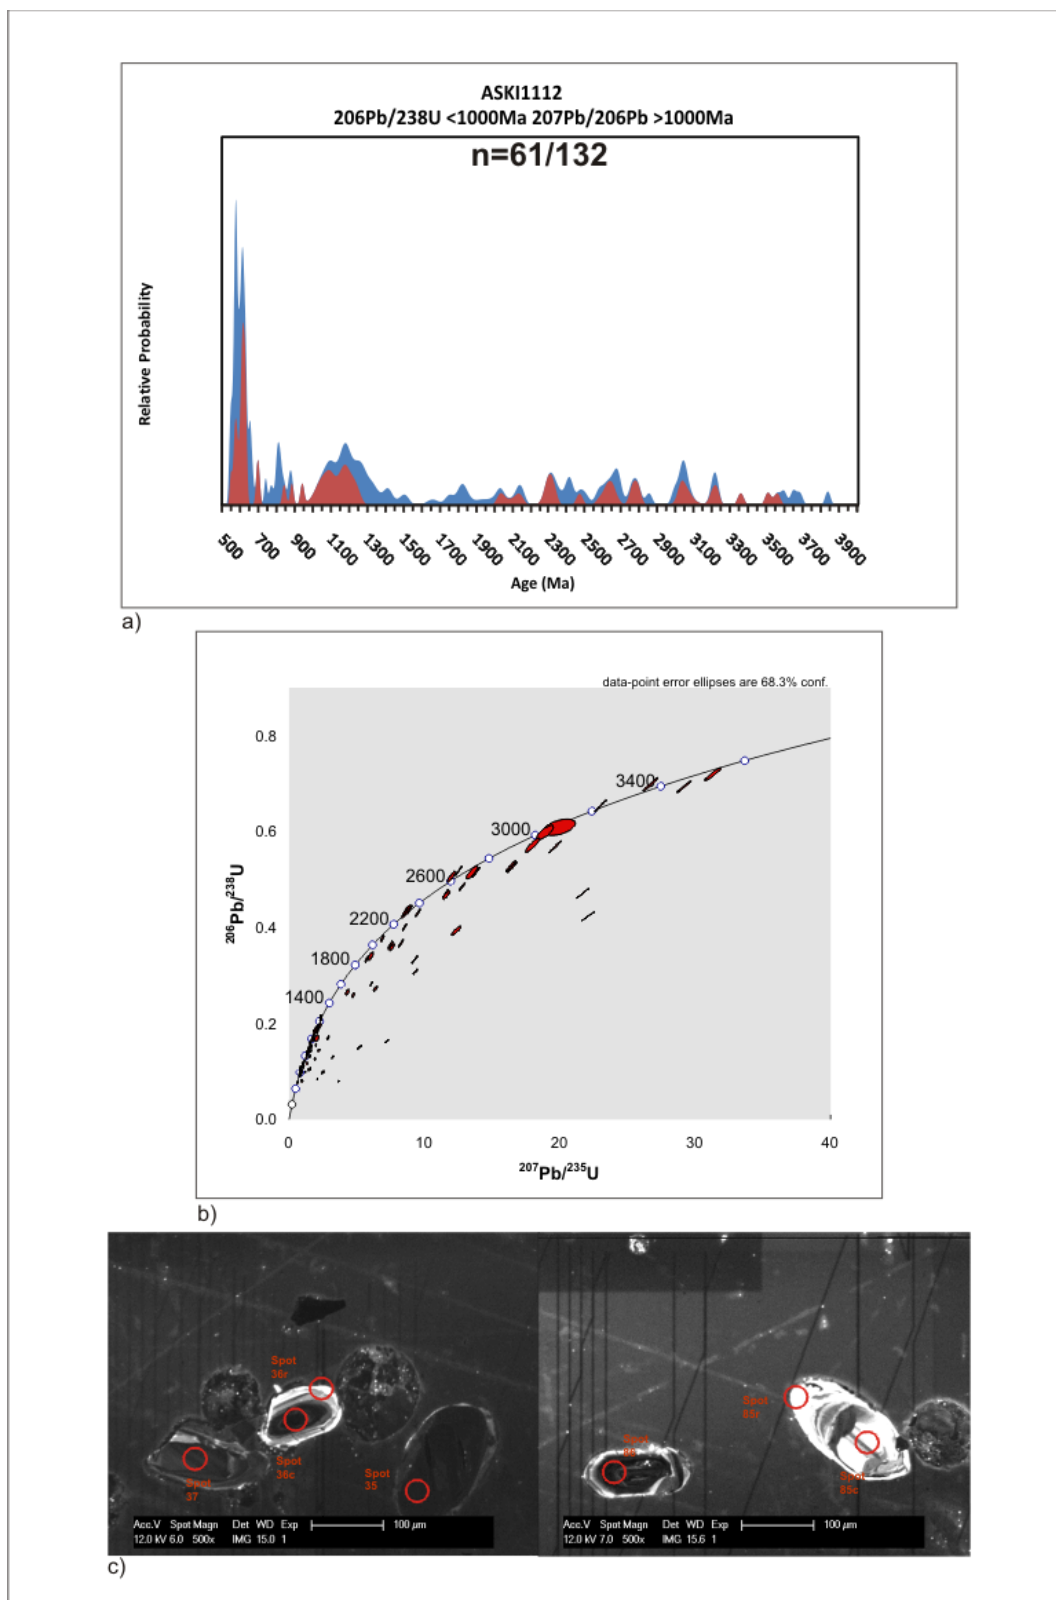 ASKI1112
206Pb/238U <1000Ma 207Pb/206Pb >1000Ma
n=61/132
Relative Probability
500 700 900 1100 1300 1500 1700 1900 2100 2300 2500 2700 2900 3100 3300 3500 3700 3900
Age (Ma)
a)
data-point error ellipses are 68.3% conf.
0.8
0.6
0.4
0.2
0.0
3400
3000
2600
2200
1800
1400
206Pb/238U
0 10 20 30 40
207Pb/235U
b)
Spot
36r
Spot
36c
Spot
37
Spot
35
Acc.V Spot Magn Det WD Exp 100 µm
12.0 kV 6.0 500x IMG 15.0 1
Spot
85r
Spot
86
Spot
85c
Acc.V Spot Magn Det WD Exp 100 µm
12.0 kV 7.0 500x IMG 15.6 1
c)